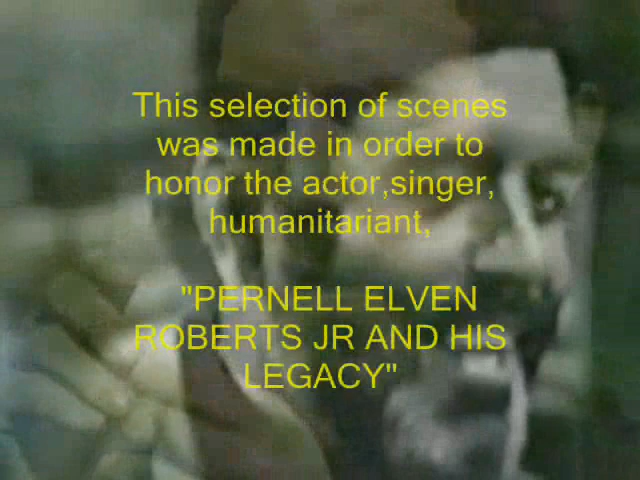 This selection of scenes
was made in order to
honor the actor,singer,
humanitariant,
"PERNELL ELVEN
ROBERTS JR AND HIS
LEGACY"